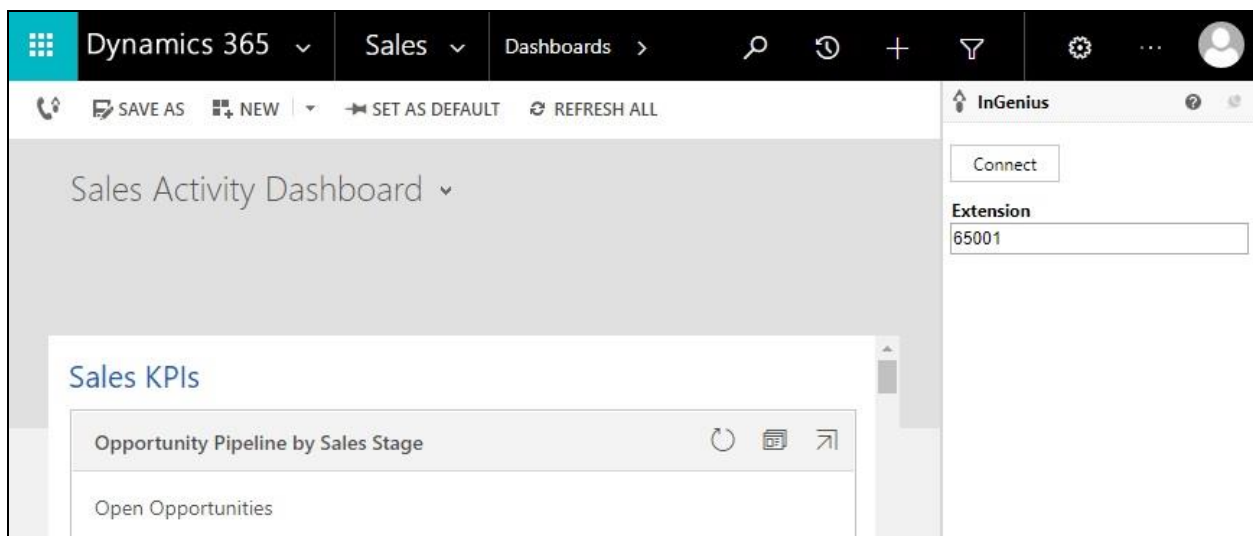 Dynamics 365 Sales Dashboards
SAVE AS NEW SET AS DEFAULT REFRESH ALL
InGenius
Connect
Extension
65001
Sales Activity Dashboard
Sales KPIs
Opportunity Pipeline by Sales Stage
Open Opportunities